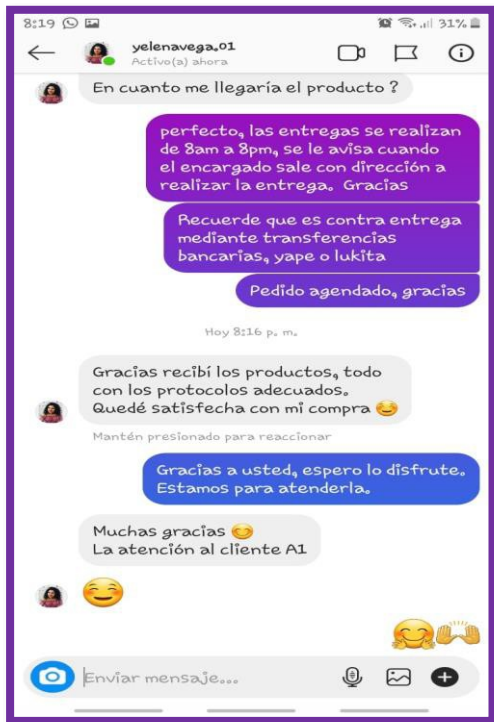 8:19 31%
yelenavega.01
Activo(a) ahora
En cuanto me llegaría el producto ?
perfecto, las entregas se realizan
de 8am a 8pm, se le avisa cuando
el encargado sale con dirección a
realizar la entrega. Gracias
Recuerde que es contra entrega
mediante transferencias
bancarias, yape o lukita
Pedido agendado, gracias
Hoy 8:16 p. m.
Gracias recibí los productos, todo
con los protocolos adecuados.
Quedé satisfecha con mi compra 😊
Mantén presionado para reaccionar
Gracias a usted, espero lo disfrute.
Estamos para atenderla.
Muchas gracias 😊
La atención al cliente A1
Enviar mensaje...